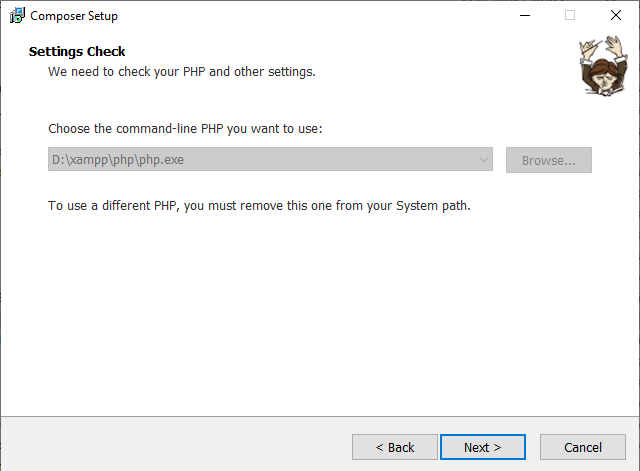 Composer Setup
Settings Check
We need to check your PHP and other settings.
Choose the command-line PHP you want to use:
D:\xampp\php\php.exe
Browse...
To use a different PHP, you must remove this one from your System path.
< Back
Next >
Cancel